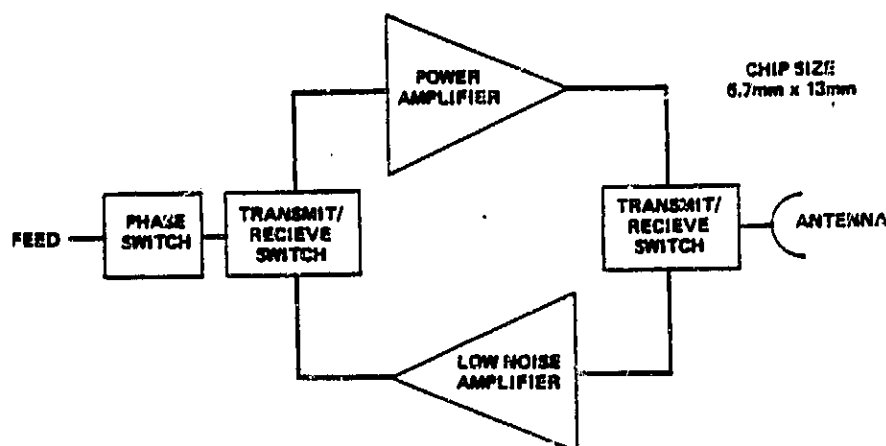 POWER
AMPLIFIER
CHIP SIZE
6.7mm x 13mm
FEED
PHASE
SWITCH
TRANSMIT/
RECIEVE
SWITCH
TRANSMIT/
RECIEVE
SWITCH
ANTENNA
LOW NOISE
AMPLIFIER